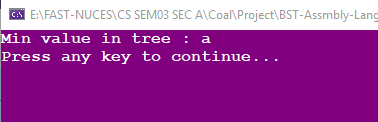 E:\FAST-NUCES\CS SEM03 SEC A\Coal\Project\BST-Assmbly-Lang
Min value in tree : a
Press any key to continue...